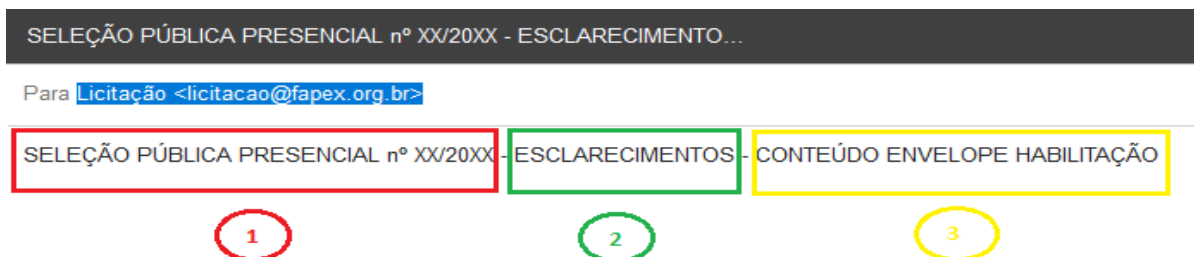 SELEÇÃO PÚBLICA PRESENCIAL nº XX/20XX - ESCLARECIMENTO...
Para Licitação <licitacao@fapex.org.br>
SELEÇÃO PÚBLICA PRESENCIAL nº XX/20XX - ESCLARECIMENTOS - CONTEÚDO ENVELOPE HABILITAÇÃO
1 2 3